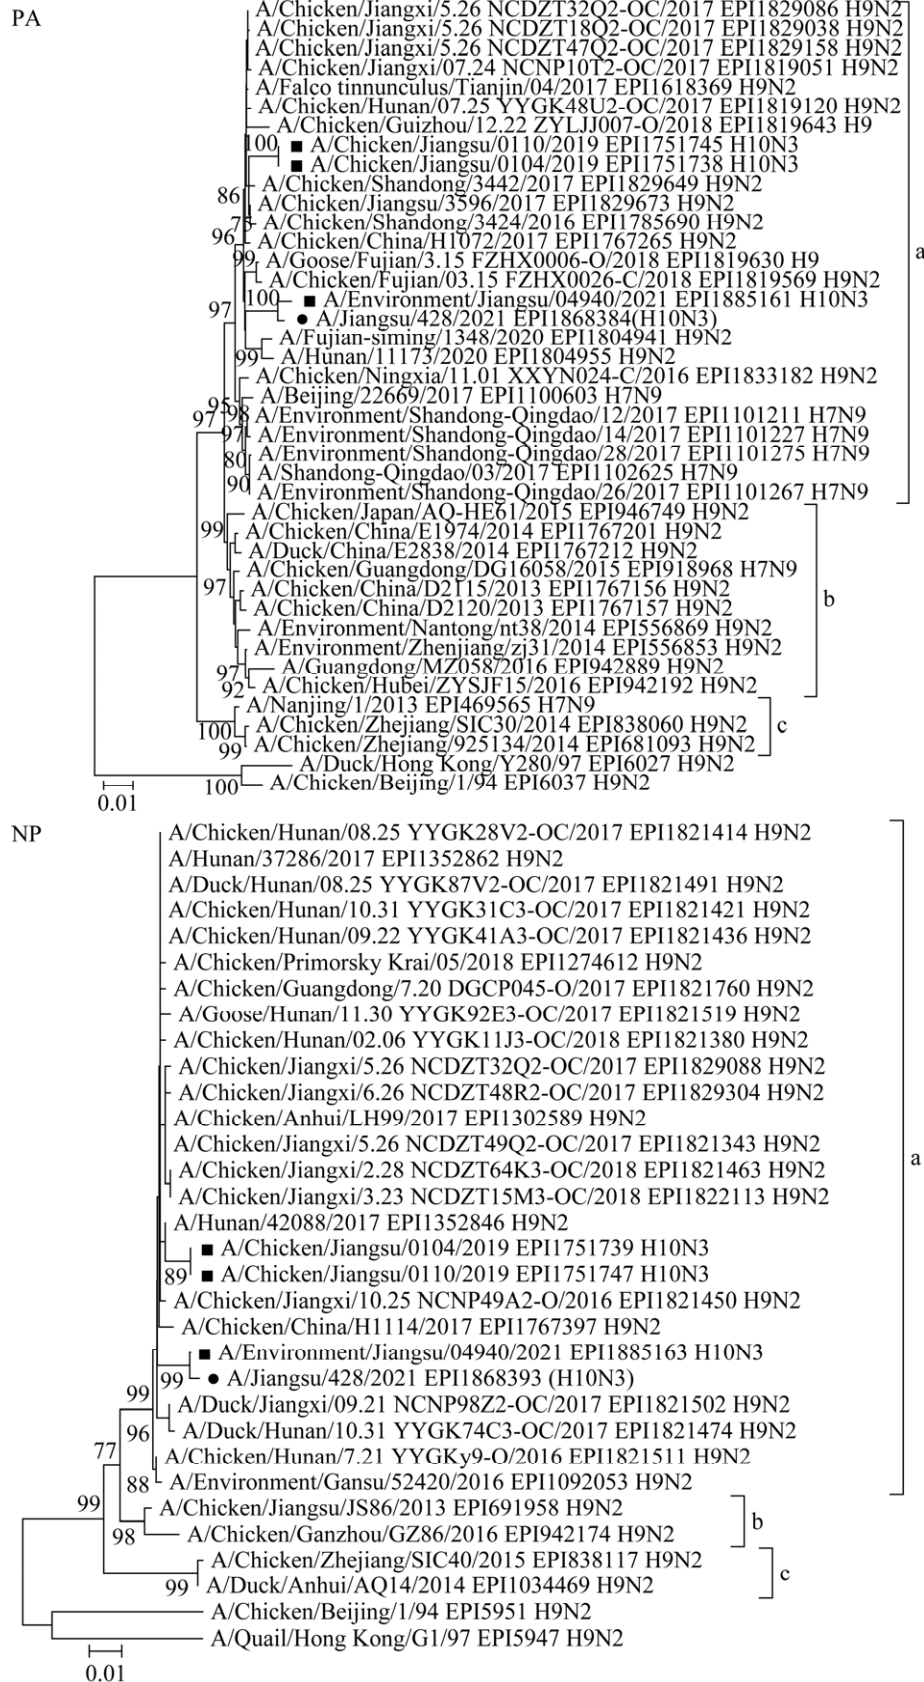 PA
A/Chicken/Jiangxi/5.26 NCDZT32Q2-OC/2017 EPI1829086 H9N2
A/Chicken/Jiangxi/5.26 NCDZT18Q2-OC/2017 EPI1829038 H9N2
A/Chicken/Jiangxi/5.26 NCDZT47Q2-OC/2017 EPI1829158 H9N2
A/Chicken/Jiangxi/07.24 NCNP10T2-OC/2017 EPI1819051 H9N2
A/Falco tinnunculus/Tianjin/04/2017 EPI1618369 H9N2
A/Chicken/Hunan/07.25 YYGK48U2-OC/2017 EPI1819120 H9N2
A/Chicken/Guizhou/12.22 ZYLJJ007-O/2018 EPI1819643 H9
100 ■ A/Chicken/Jiangsu/0110/2019 EPI1751745 H10N3
■ A/Chicken/Jiangsu/0104/2019 EPI1751738 H10N3
A/Chicken/Shandong/3442/2017 EPI1829649 H9N2
86 A/Chicken/Jiangsu/3596/2017 EPI1829673 H9N2
75 A/Chicken/Shandong/3424/2016 EPI1785690 H9N2
96 A/Chicken/China/H1072/2017 EPI1767265 H9N2
a
99 A/Goose/Fujian/3.15 FZHX0006-O/2018 EPI1819630 H9
A/Chicken/Fujian/03.15 FZHX0026-C/2018 EPI1819569 H9N2
100 ■ A/Environment/Jiangsu/04940/2021 EPI1885161 H10N3
97 ● A/Jiangsu/428/2021 EPI1868384(H10N3)
A/Fujian-siming/1348/2020 EPI1804941 H9N2
99 A/Hunan/11173/2020 EPI1804955 H9N2
A/Chicken/Ningxia/11.01 XXYN024-C/2016 EPI1833182 H9N2
A/Beijing/22669/2017 EPI1100603 H7N9
97 95 98 A/Environment/Shandong-Qingdao/12/2017 EPI1101211 H7N9
97 A/Environment/Shandong-Qingdao/14/2017 EPI1101227 H7N9
80 A/Environment/Shandong-Qingdao/28/2017 EPI1101275 H7N9
A/Shandong-Qingdao/03/2017 EPI1102625 H7N9
90 A/Environment/Shandong-Qingdao/26/2017 EPI1101267 H7N9
A/Chicken/Japan/AQ-HE61/2015 EPI946749 H9N2
99 A/Chicken/China/E1974/2014 EPI1767201 H9N2
A/Duck/China/E2838/2014 EPI1767212 H9N2
A/Chicken/Guangdong/DG16058/2015 EPI918968 H7N9
97 A/Chicken/China/D2115/2013 EPI1767156 H9N2
b
A/Chicken/China/D2120/2013 EPI1767157 H9N2
A/Environment/Nantong/nt38/2014 EPI556869 H9N2
A/Environment/Zhenjiang/zj31/2014 EPI556853 H9N2
97 A/Guangdong/MZ058/2016 EPI942889 H9N2
92 A/Chicken/Hubei/ZYSJF15/2016 EPI942192 H9N2
A/Nanjing/1/2013 EPI469565 H7N9
100 A/Chicken/Zhejiang/SIC30/2014 EPI838060 H9N2
c
99 A/Chicken/Zhejiang/925134/2014 EPI681093 H9N2
A/Duck/Hong Kong/Y280/97 EPI6027 H9N2
100 A/Chicken/Beijing/1/94 EPI6037 H9N2
0.01
NP
A/Chicken/Hunan/08.25 YYGK28V2-OC/2017 EPI1821414 H9N2
A/Hunan/37286/2017 EPI1352862 H9N2
A/Duck/Hunan/08.25 YYGK87V2-OC/2017 EPI1821491 H9N2
A/Chicken/Hunan/10.31 YYGK31C3-OC/2017 EPI1821421 H9N2
A/Chicken/Hunan/09.22 YYGK41A3-OC/2017 EPI1821436 H9N2
A/Chicken/Primorsky Krai/05/2018 EPI1274612 H9N2
A/Chicken/Guangdong/7.20 DGCP045-O/2017 EPI1821760 H9N2
A/Goose/Hunan/11.30 YYGK92E3-OC/2017 EPI1821519 H9N2
A/Chicken/Hunan/02.06 YYGK11J3-OC/2018 EPI1821380 H9N2
A/Chicken/Jiangxi/5.26 NCDZT32Q2-OC/2017 EPI1829088 H9N2
A/Chicken/Jiangxi/6.26 NCDZT48R2-OC/2017 EPI1829304 H9N2
A/Chicken/Anhui/LH99/2017 EPI1302589 H9N2
A/Chicken/Jiangxi/5.26 NCDZT49Q2-OC/2017 EPI1821343 H9N2
a
A/Chicken/Jiangxi/2.28 NCDZT64K3-OC/2018 EPI1821463 H9N2
A/Chicken/Jiangxi/3.23 NCDZT15M3-OC/2018 EPI1822113 H9N2
A/Hunan/42088/2017 EPI1352846 H9N2
■ A/Chicken/Jiangsu/0104/2019 EPI1751739 H10N3
89 ■ A/Chicken/Jiangsu/0110/2019 EPI1751747 H10N3
A/Chicken/Jiangxi/10.25 NCNP49A2-O/2016 EPI1821450 H9N2
A/Chicken/China/H1114/2017 EPI1767397 H9N2
■ A/Environment/Jiangsu/04940/2021 EPI1885163 H10N3
99 ● A/Jiangsu/428/2021 EPI1868393 (H10N3)
99 A/Duck/Jiangxi/09.21 NCNP98Z2-OC/2017 EPI1821502 H9N2
96 A/Duck/Hunan/10.31 YYGK74C3-OC/2017 EPI1821474 H9N2
77 A/Chicken/Hunan/7.21 YYGKy9-O/2016 EPI1821511 H9N2
88 A/Environment/Gansu/52420/2016 EPI1092053 H9N2
99 A/Chicken/Jiangsu/JS86/2013 EPI691958 H9N2
b
98 A/Chicken/Ganzhou/GZ86/2016 EPI942174 H9N2
A/Chicken/Zhejiang/SIC40/2015 EPI838117 H9N2
c
99 A/Duck/Anhui/AQ14/2014 EPI1034469 H9N2
A/Chicken/Beijing/1/94 EPI5951 H9N2
A/Quail/Hong Kong/G1/97 EPI5947 H9N2
0.01